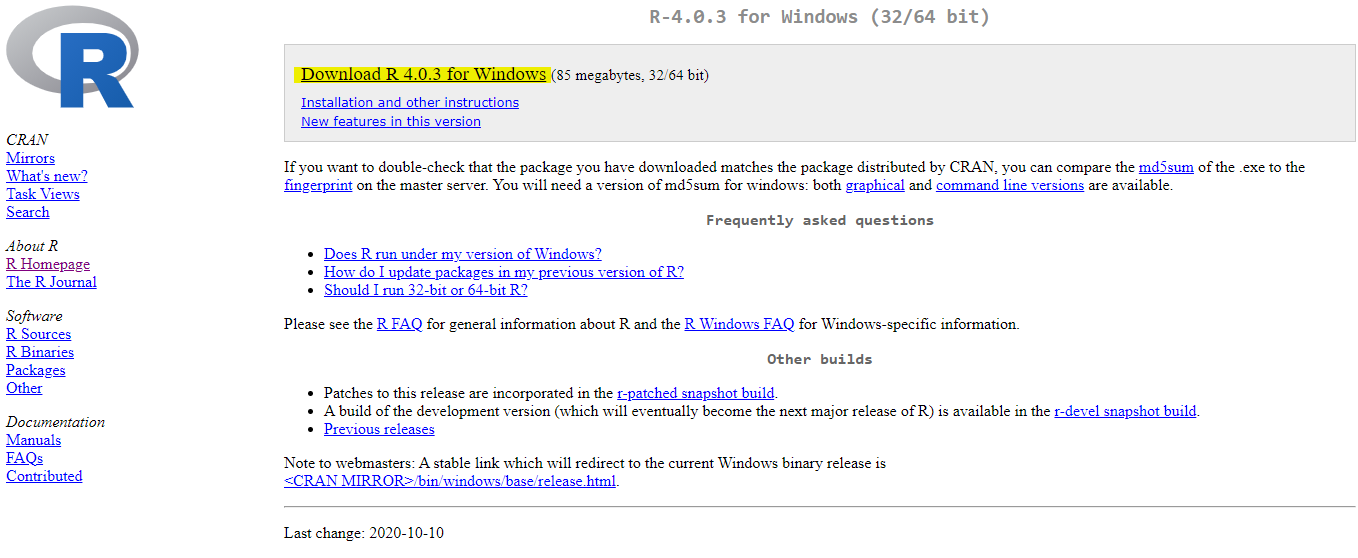 R
CRAN
Mirrors
What's new?
Task Views
Search
About R
R Homepage
The R Journal
Software
R Sources
R Binaries
Packages
Other
Documentation
Manuals
FAQs
Contributed
R-4.0.3 for Windows (32/64 bit)
Download R 4.0.3 for Windows (85 megabytes, 32/64 bit)
Installation and other instructions
New features in this version
If you want to double-check that the package you have downloaded matches the package distributed by CRAN, you can compare the md5sum of the .exe to the
fingerprint on the master server. You will need a version of md5sum for windows: both graphical and command line versions are available.
Frequently asked questions
• Does R run under my version of Windows?
• How do I update packages in my previous version of R?
• Should I run 32-bit or 64-bit R?
Please see the R FAQ for general information about R and the R Windows FAQ for Windows-specific information.
Other builds
• Patches to this release are incorporated in the r-patched snapshot build.
• A build of the development version (which will eventually become the next major release of R) is available in the r-devel snapshot build.
• Previous releases
Note to webmasters: A stable link which will redirect to the current Windows binary release is
<CRAN MIRROR>/bin/windows/base/release.html.
Last change: 2020-10-10